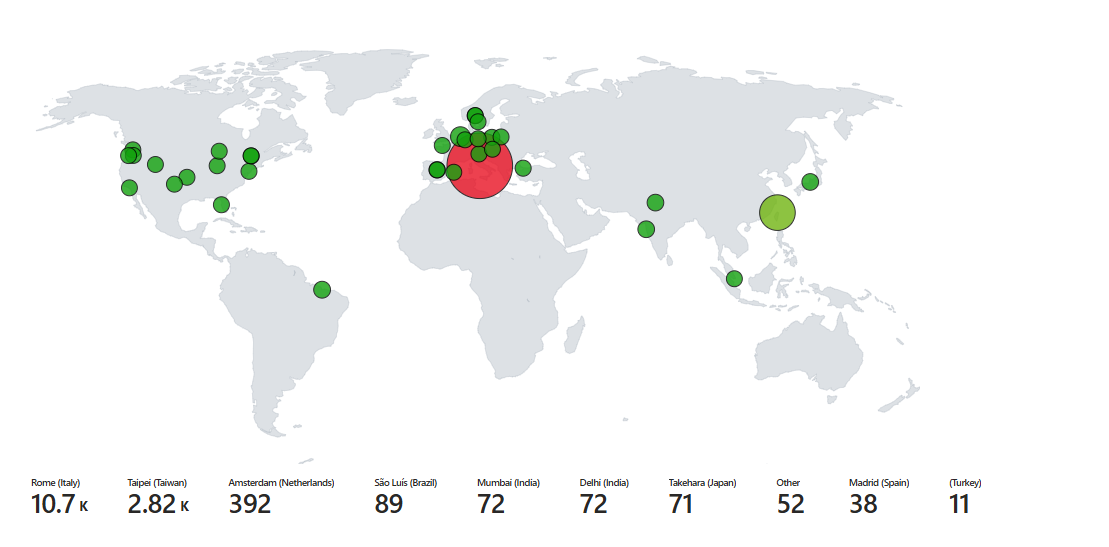 Rome (Italy) Taipei (Taiwan) Amsterdam (Netherlands) São Luís (Brazil) Mumbai (India) Delhi (India) Takehara (Japan) Other Madrid (Spain) (Turkey)
10.7 K 2.82 K 392 89 72 72 71 52 38 11